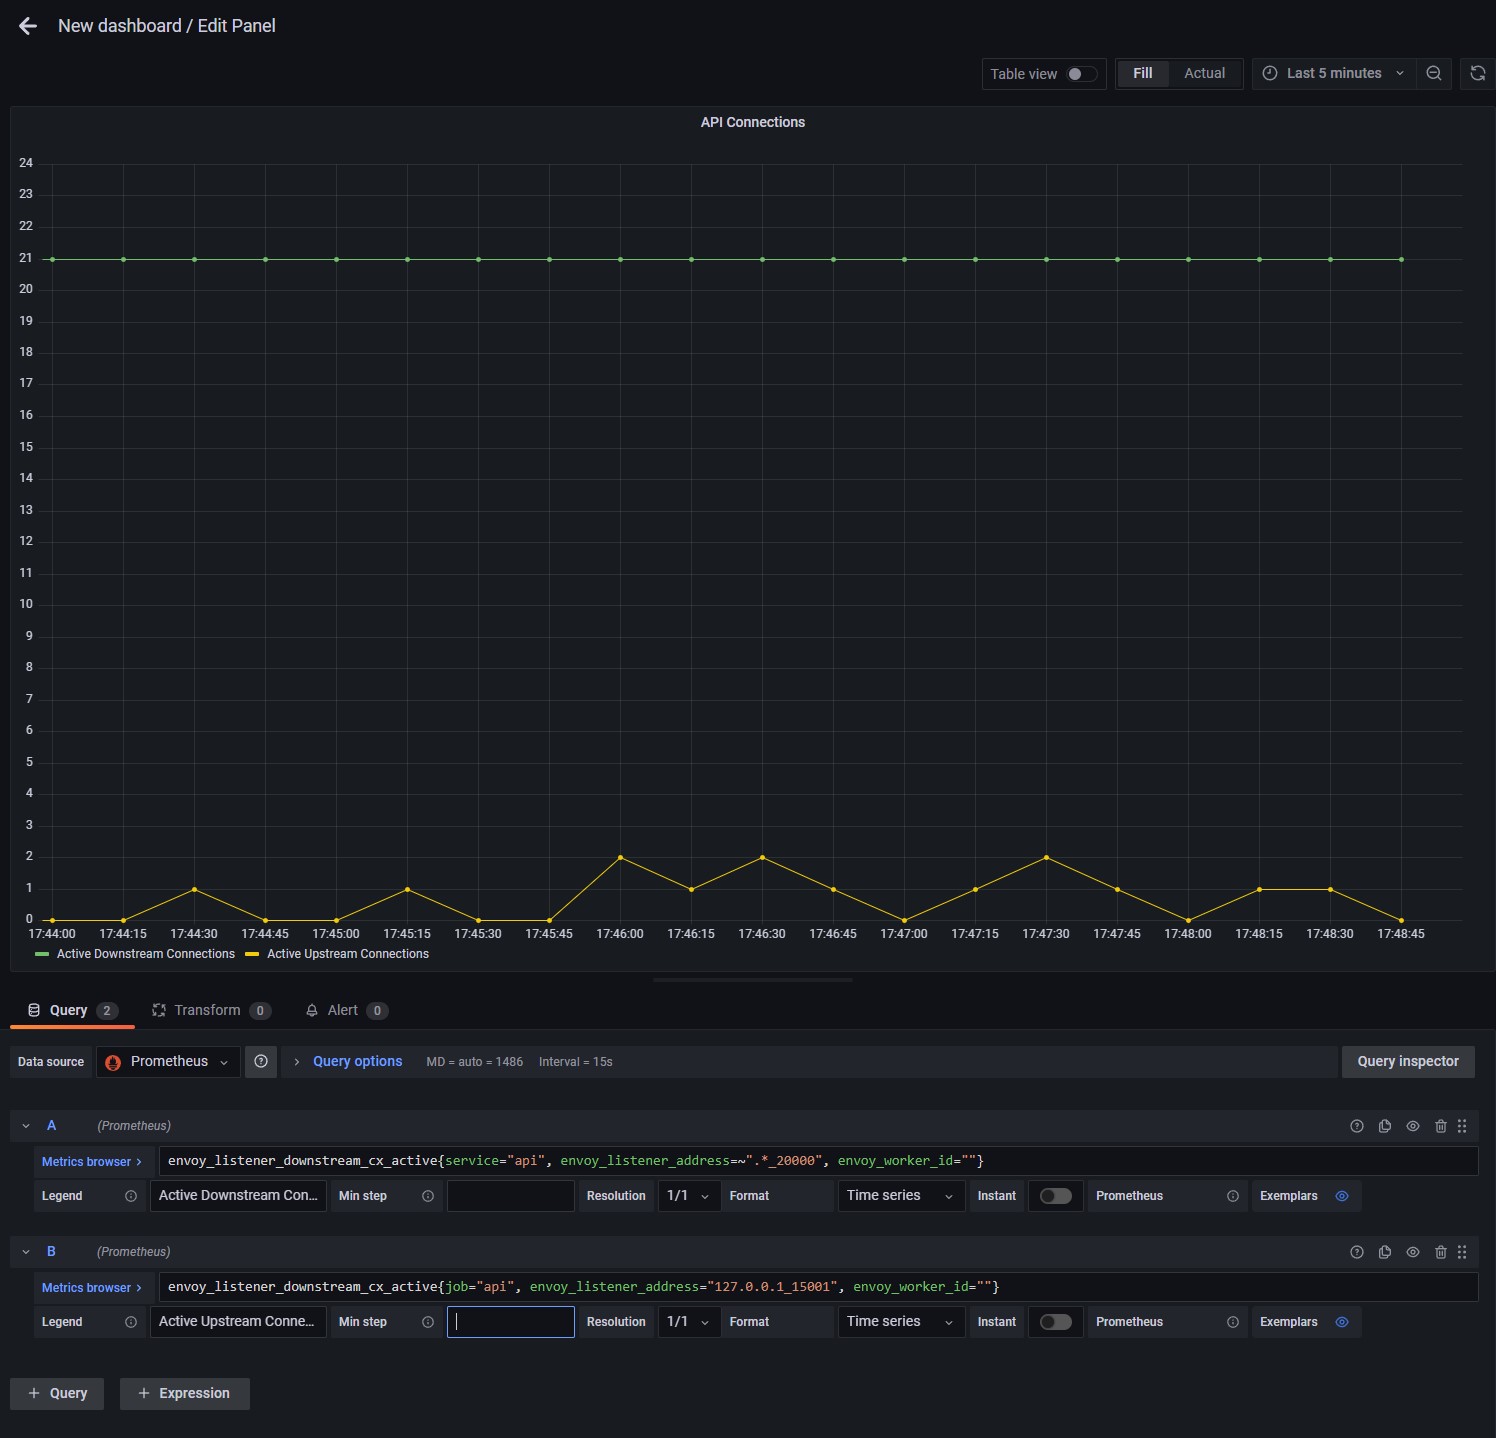 New dashboard / Edit Panel
Table view Fill Actual Last 5 minutes
API Connections
24
23
22
21
20
19
18
17
16
15
14
13
12
11
10
9
8
7
6
5
4
3
2
1
0
17:44:00 17:44:15 17:44:30 17:44:45 17:45:00 17:45:15 17:45:30 17:45:45 17:46:00 17:46:15 17:46:30 17:46:45 17:47:00 17:47:15 17:47:30 17:47:45 17:48:00 17:48:15 17:48:30 17:48:45
Active Downstream Connections Active Upstream Connections
Query 2 Transform 0 Alert 0
Data source Prometheus Query options MD = auto = 1486 Interval = 15s Query inspector
A (Prometheus)
Metrics browser envoy_listener_downstream_cx_active{service="api", envoy_listener_address=~".*_20000", envoy_worker_id=""}
Legend Active Downstream Con... Min step Resolution 1/1 Format Time series Instant Prometheus Exemplars
B (Prometheus)
Metrics browser envoy_listener_downstream_cx_active{job="api", envoy_listener_address="127.0.0.1_15001", envoy_worker_id=""}
Legend Active Upstream Conne... Min step Resolution 1/1 Format Time series Instant Prometheus Exemplars
+ Query + Expression